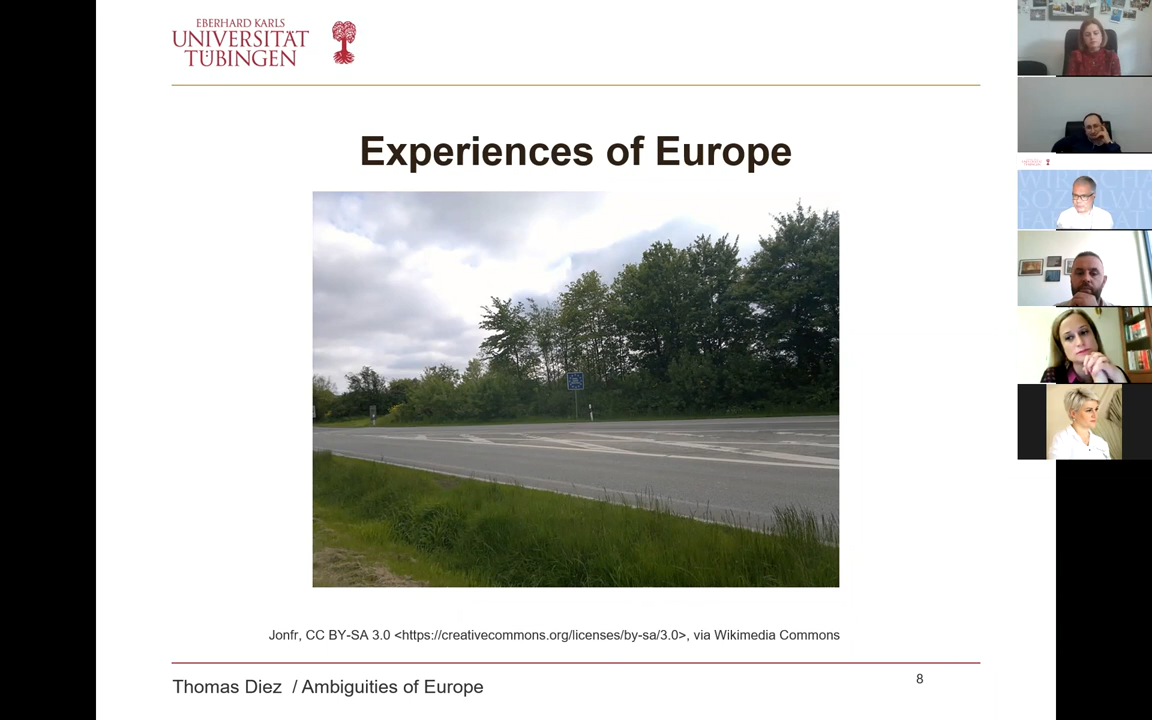 EBERHARD KARLS
UNIVERSITÄT
TÜBINGEN
Experiences of Europe
Jonfr, CC BY-SA 3.0 <https://creativecommons.org/licenses/by-sa/3.0>, via Wikimedia Commons
Thomas Diez / Ambiguities of Europe
8